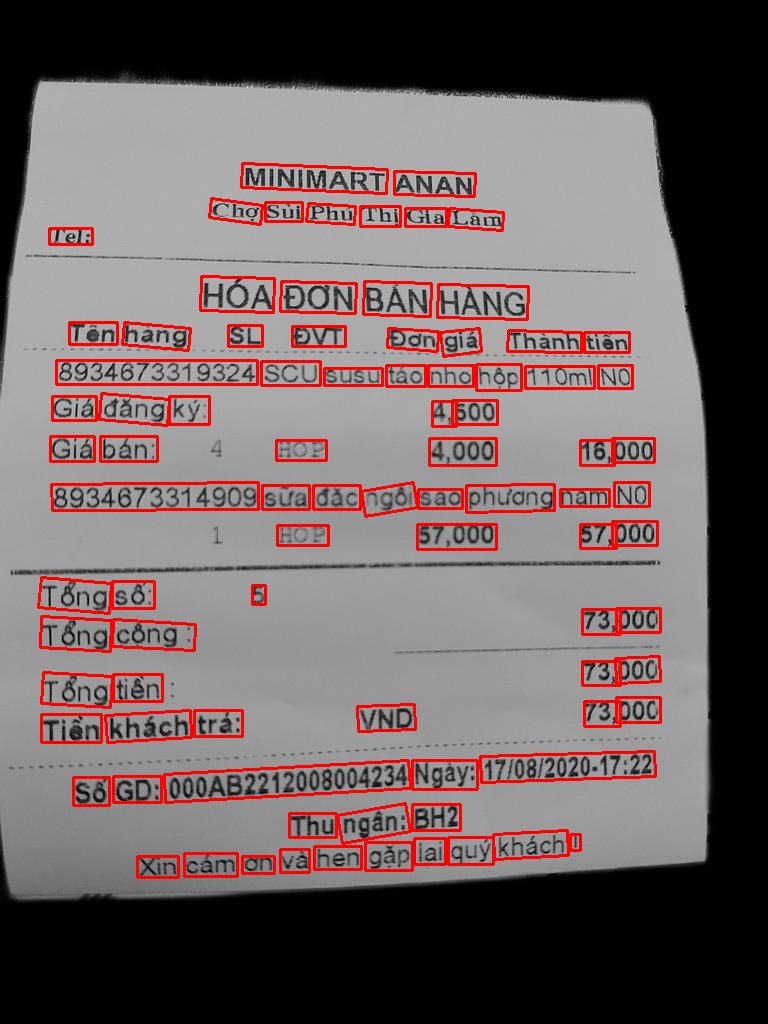 MINIMART ANAN
Chợ Sủi Phú Thị Gia Lâm
Tel:
HÓA ĐƠN BÁN HÀNG
Tên hàng SL ĐVT Đơn giá Thành tiền
8934673319324 SCU susu táo nho hộp 110ml N0
Giá đăng ký: 4,500
Giá bán: 4 HOP 4,000 16,000
8934673314909 sữa đặc ngôi sao phương nam N0
1 HOP 57,000 57,000
Tổng số: 5
Tổng cộng : 73,000
Tổng tiền : 73,000
Tiền khách trả: VND 73,000
Số GD: 000AB2212008004234 Ngày: 17/08/2020-17:22
Thu ngân: BH2
Xin cám ơn và hẹn gặp lại quý khách !